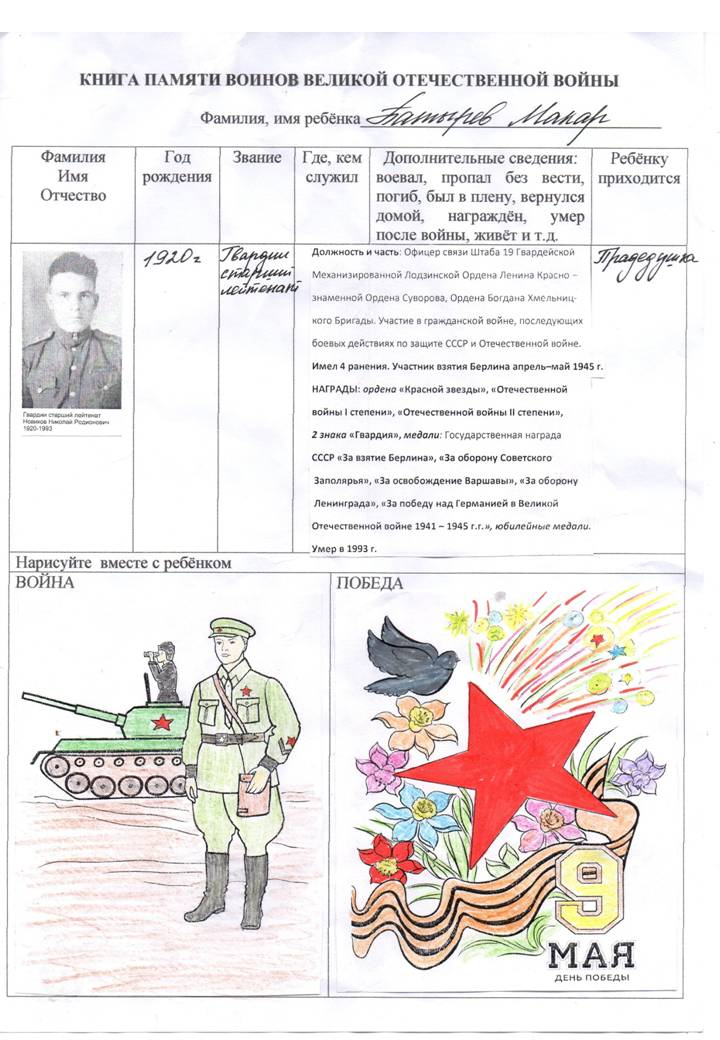 КНИГА ПАМЯТИ ВОИНОВ ВЕЛИКОЙ ОТЕЧЕСТВЕННОЙ ВОЙНЫ
Фамилия, имя ребёнка Батырев Макар
Фамилия
Имя
Отчество
Год
рождения
Звание
Где, кем
служил
Дополнительные сведения:
воевал, пропал без вести,
погиб, был в плену, вернулся
домой, награждён, умер
после войны, живёт и т.д.
Ребёнку
приходится
Гвардии старший лейтенат
Новиков Николай Родионович
1920-1993
1920г
Гвардии
старший
лейтенант
Должность и часть: Офицер связи Штаба 19 Гвардейской
Механизированной Лодзинской Ордена Ленина Красно –
знаменной Ордена Суворова, Ордена Богдана Хмельниц-
кого Бригады. Участие в гражданской войне, последующих
боевых действиях по защите СССР и Отечественной войне.
Имел 4 ранения. Участник взятия Берлина апрель–май 1945 г.
НАГРАДЫ: ордена «Красной звезды», «Отечественной
войны I степени», «Отечественной войны II степени»,
2 знака «Гвардия», медали: Государственная награда
СССР «За взятие Берлина», «За оборону Советского
Заполярья», «За освобождение Варшавы», «За оборону
Ленинграда», «За победу над Германией в Великой
Отечественной войне 1941 – 1945 г.г.», юбилейные медали.
Умер в 1993 г.
Прадедушка
Нарисуйте вместе с ребёнком
ВОЙНА
ПОБЕДА
9
МАЯ
ДЕНЬ ПОБЕДЫ